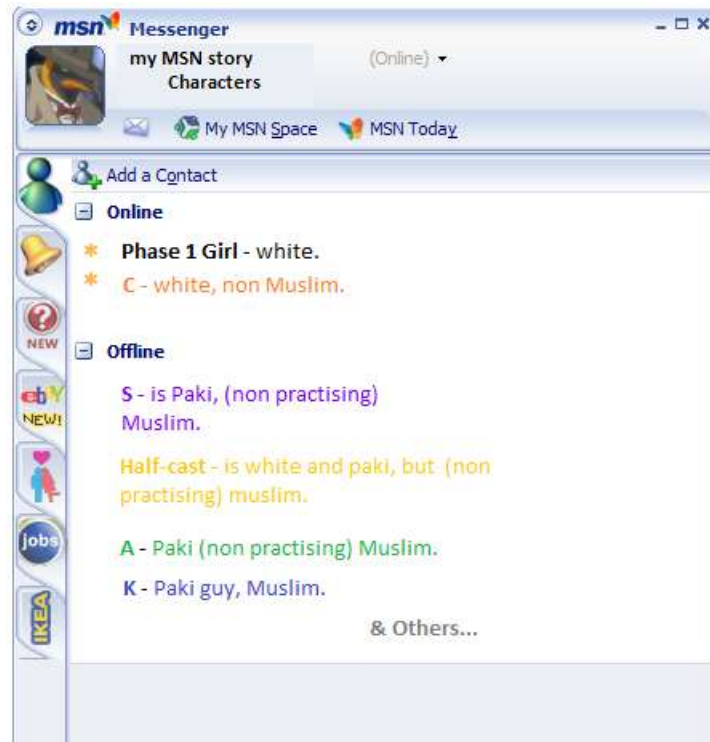 msn Messenger
my MSN story (Online)
Characters
My MSN Space MSN Today
Add a Contact
Online
* Phase 1 Girl - white.
* C - white, non Muslim.
NEW
Offline
ebY
NEW!
S - is Paki, (non practising)
Muslim.
Half-cast - is white and paki, but (non
practising) muslim.
jobs
A - Paki (non practising) Muslim.
K - Paki guy, Muslim.
IKEA
& Others...